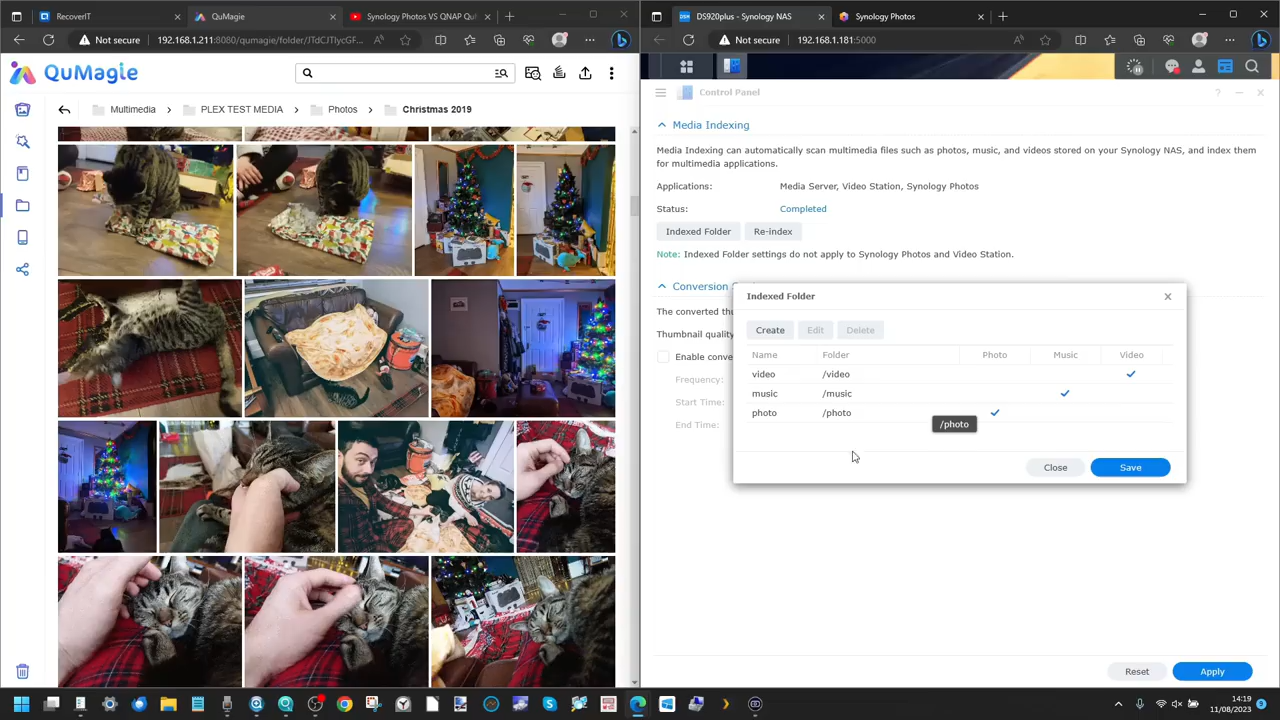 RecoverIT
QuMagie
Synology Photos VS QNAP Qu
DS920plus - Synology NAS
Synology Photos
Not secure
192.168.1.211:8080/qumagie/folder/JTdCJTIycGF...
Not secure
192.168.1.181:5000
QuMagie
Multimedia
PLEX TEST MEDIA
Photos
Christmas 2019
Control Panel
Media Indexing
Media Indexing can automatically scan multimedia files such as photos, music, and videos stored on your Synology NAS, and index them
for multimedia applications.
Applications:
Media Server, Video Station, Synology Photos
Status:
Completed
Indexed Folder
Re-index
Note: Indexed Folder settings do not apply to Synology Photos and Video Station.
Conversion
The converted th
Thumbnail quality
Enable conve
Frequency:
Start Time:
End Time:
Indexed Folder
Create
Edit
Delete
Name
Folder
Photo
Music
Video
video
/video
music
/music
photo
/photo
/photo
Close
Save
Reset
Apply
14:19
11/08/2023